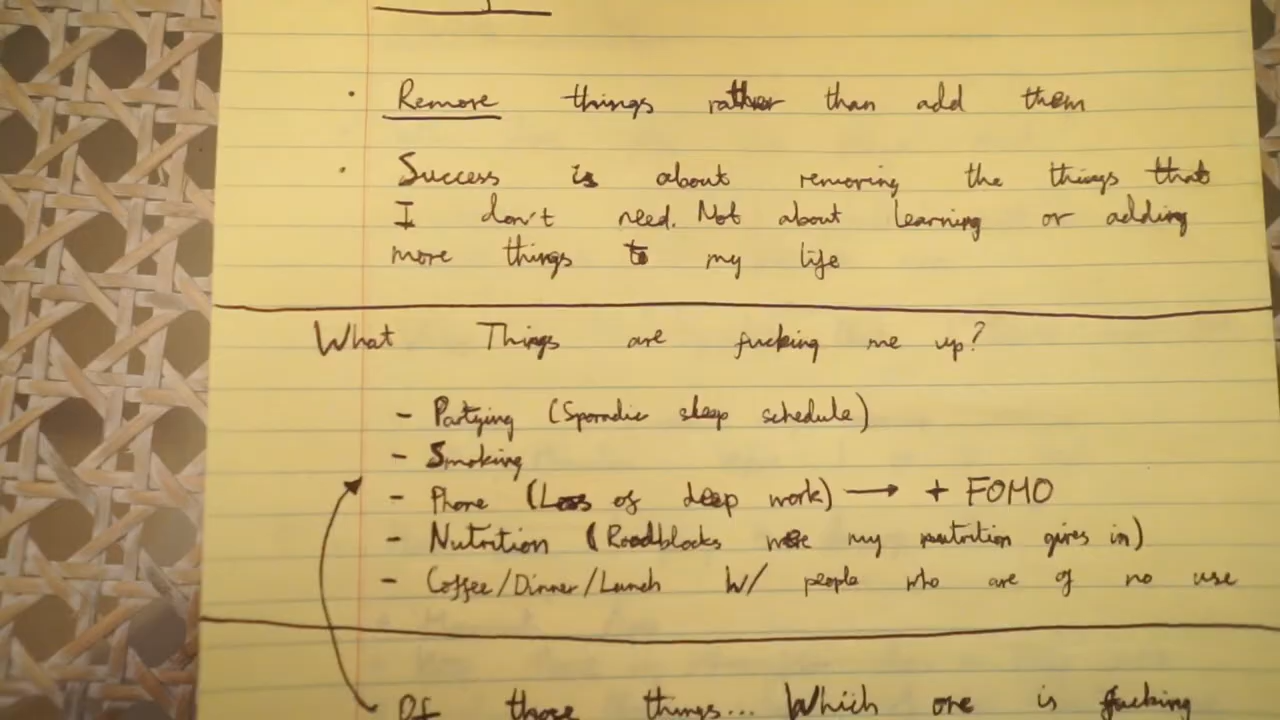 • Remove things rather than add them
• Success is about removing the things that
I don't need. Not about learning or adding
more things to my life
What Things are fucking me up?
- Partying (Sporadic sleep schedule)
- Smoking
- Phone (Loss of deep work) → + FOMO
- Nutrition (Roadblocks were my nutrition gives in)
- Coffee/Dinner/Lunch W/ people who are of no use
Of those things... Which one is fucking